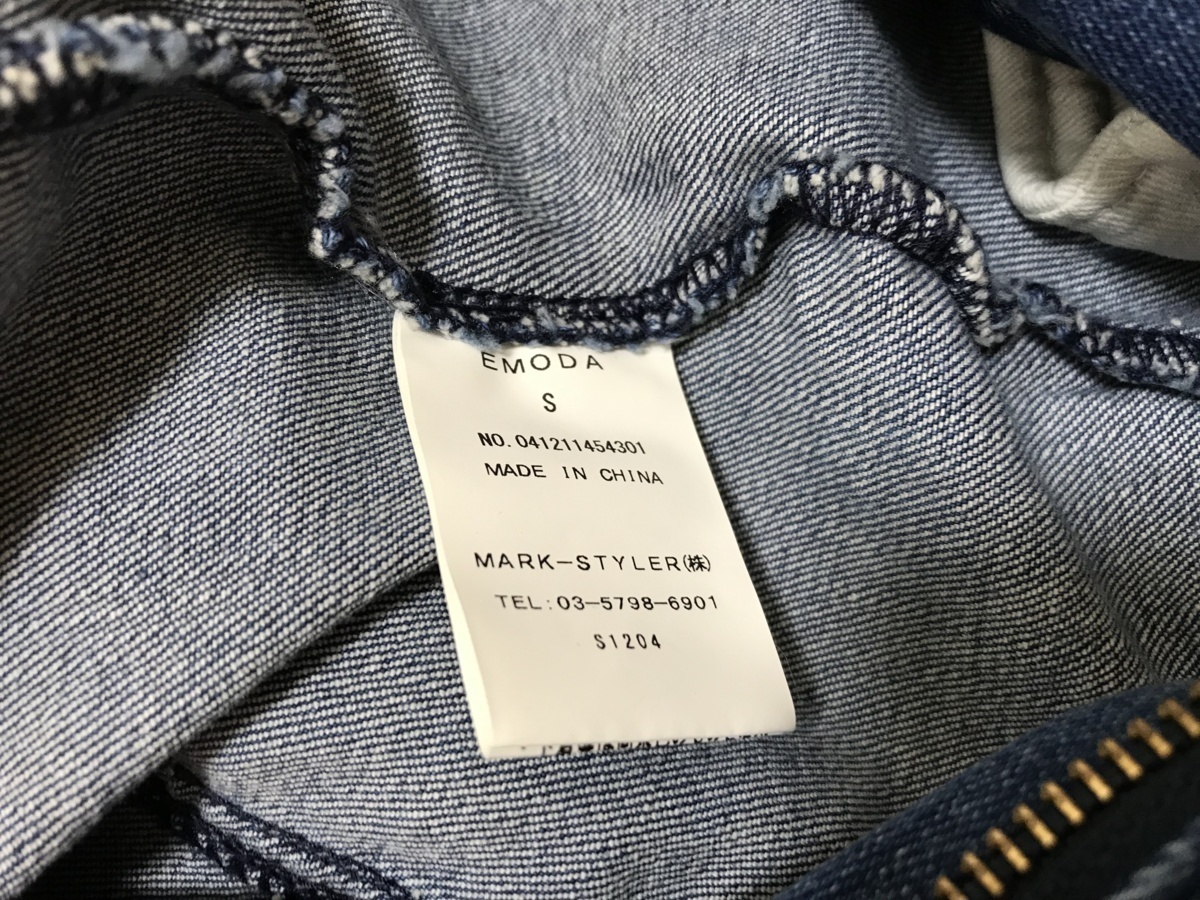 EMODA
S
NO.041211454301
MADE IN CHINA
MARK-STYLER(株)
TEL:03-5798-6901
S1204